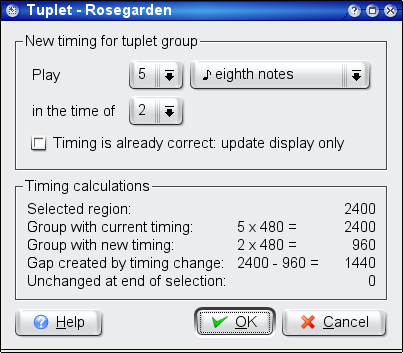 Tuplet - Rosegarden
New timing for tuplet group
Play 5 ♪ eighth notes
in the time of 2
Timing is already correct: update display only
Timing calculations
Selected region: 2400
Group with current timing: 5 x 480 = 2400
Group with new timing: 2 x 480 = 960
Gap created by timing change: 2400 - 960 = 1440
Unchanged at end of selection: 0
Help OK Cancel